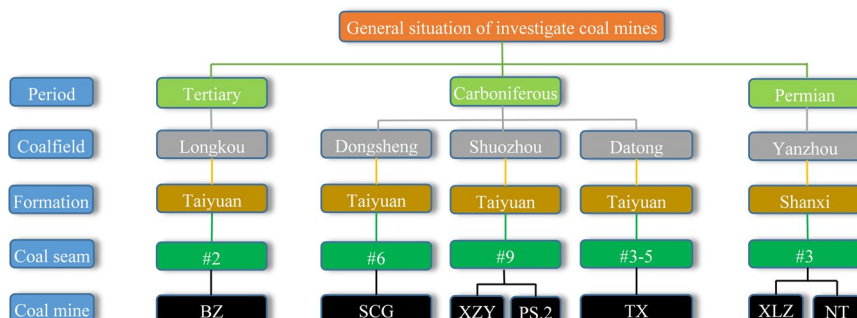 General situation of investigate coal mines
Period Tertiary Carboniferous Permian
Coalfield Longkou Dongsheng Shuozhou Datong Yanzhou
Formation Taiyuan Taiyuan Taiyuan Taiyuan Shanxi
Coal seam #2 #6 #9 #3-5 #3
Coal mine BZ SCG XZY PS.2 TX XLZ NT